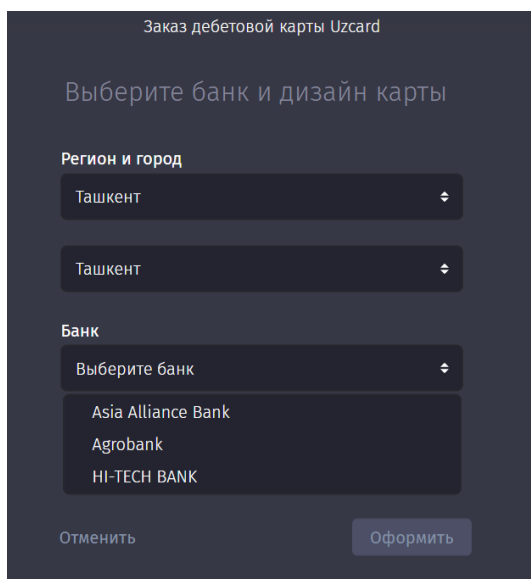 Заказ дебетовой карты Uzcard
Выберите банк и дизайн карты
Регион и город
Ташкент
Ташкент
Банк
Выберите банк
Asia Alliance Bank
Agrobank
HI-TECH BANK
Отменить
Оформить